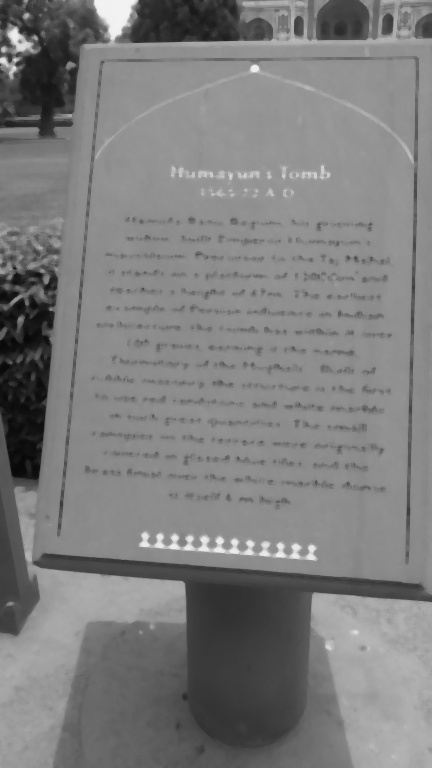 Humayun's Tomb
1565-72 A D
Hamida Banu Begum, his grieving
widow, built Emperor Humayun's
mausoleum. Precursor to the Taj Mahal,
it stands on a platform of and
reaches a height of 47m. The earliest
example of Persian influence in Indian
architecture, the tomb has within it over
100 graves, earning it the name,
'Dormitory of the Mughals'. Built of
rubble masonry, the structure is the first
to use red sandstone and white marble
in such great quantities. The small
canopies on the terrace were originally
covered in glazed blue tiles, and the
brass finial over the white marble dome
is itself 6 m high.